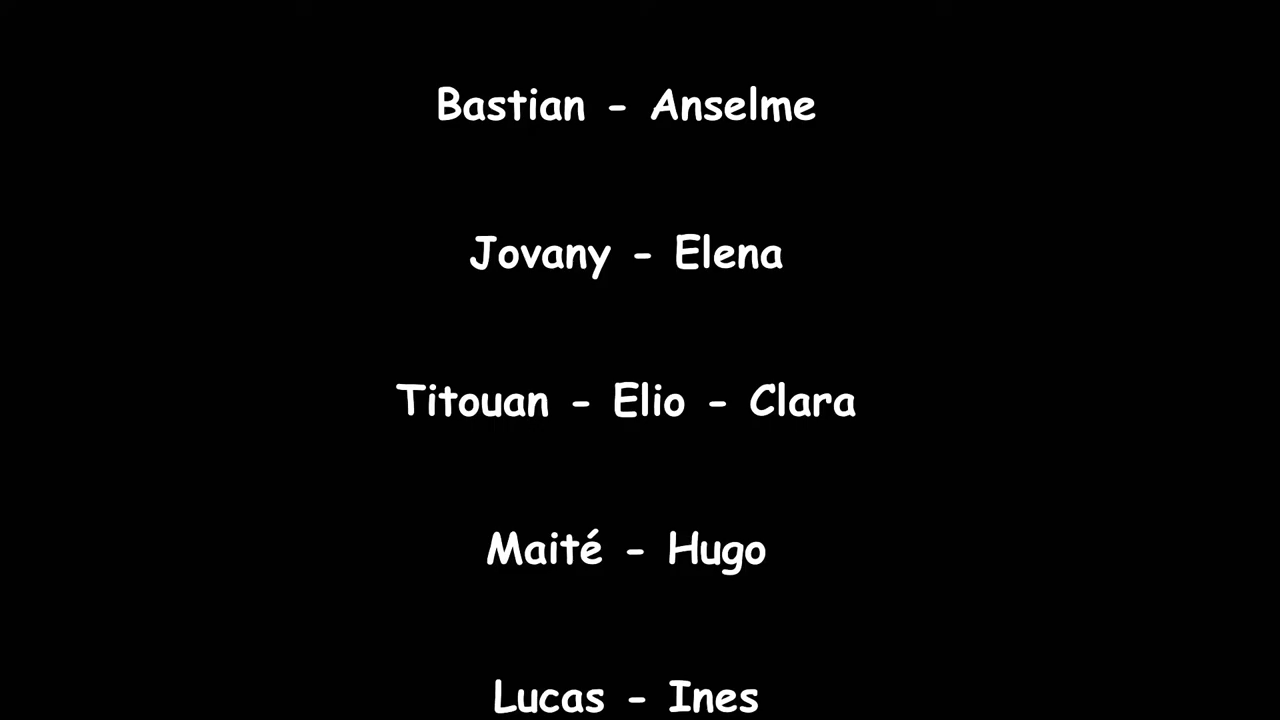 Bastian - Anselme
Jovany - Elena
Titouan - Elio - Clara
Maité - Hugo
Lucas - Ines